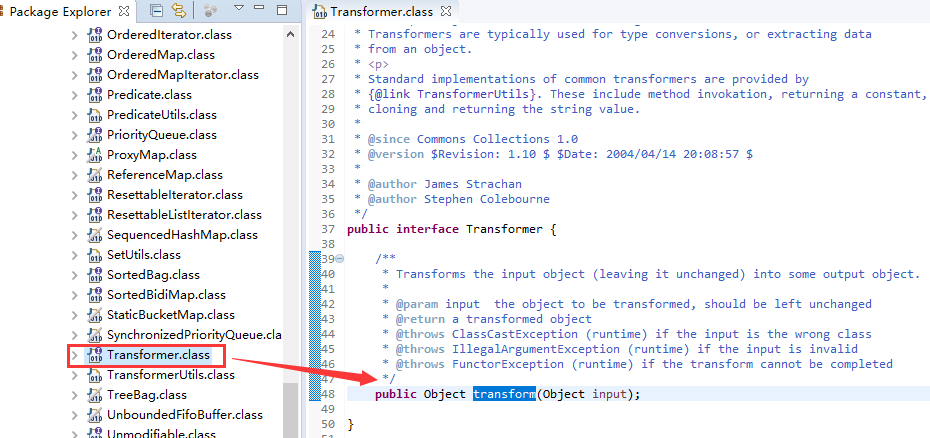 Package Explorer
OrderedIterator.class
OrderedMap.class
OrderedMapIterator.class
Predicate.class
PredicateUtils.class
PriorityQueue.class
ProxyMap.class
ReferenceMap.class
ResettableIterator.class
ResettableListIterator.class
SequencedHashMap.class
SetUtils.class
SortedBag.class
SortedBidiMap.class
StaticBucketMap.class
SynchronizedPriorityQueue.cla
Transformer.class
TransformerUtils.class
TreeBag.class
UnboundedFifoBuffer.class
Unmodifiable.class
Transformer.class
24 * Transformers are typically used for type conversions, or extracting data
25 * from an object.
26 * <p>
27 * Standard implementations of common transformers are provided by
28 * {@link TransformerUtils}. These include method invokation, returning a constant,
29 * cloning and returning the string value.
30 *
31 * @since Commons Collections 1.0
32 * @version $Revision: 1.10 $ $Date: 2004/04/14 20:08:57 $
33 *
34 * @author James Strachan
35 * @author Stephen Colebourne
36 */
37 public interface Transformer {
38
39 /**
40 * Transforms the input object (leaving it unchanged) into some output object.
41 *
42 * @param input  the object to be transformed, should be left unchanged
43 * @return a transformed object
44 * @throws ClassCastException (runtime) if the input is the wrong class
45 * @throws IllegalArgumentException (runtime) if the input is invalid
46 * @throws FunctorException (runtime) if the transform cannot be completed
47 */
48 public Object transform(Object input);
49
50 }